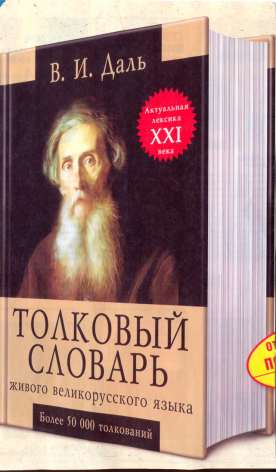 В. И. Даль
Актуальная
лексика
XXI
века
ТОЛКОВЫЙ
СЛОВАРЬ
живого великорусского языка
Более 50 000 толкований